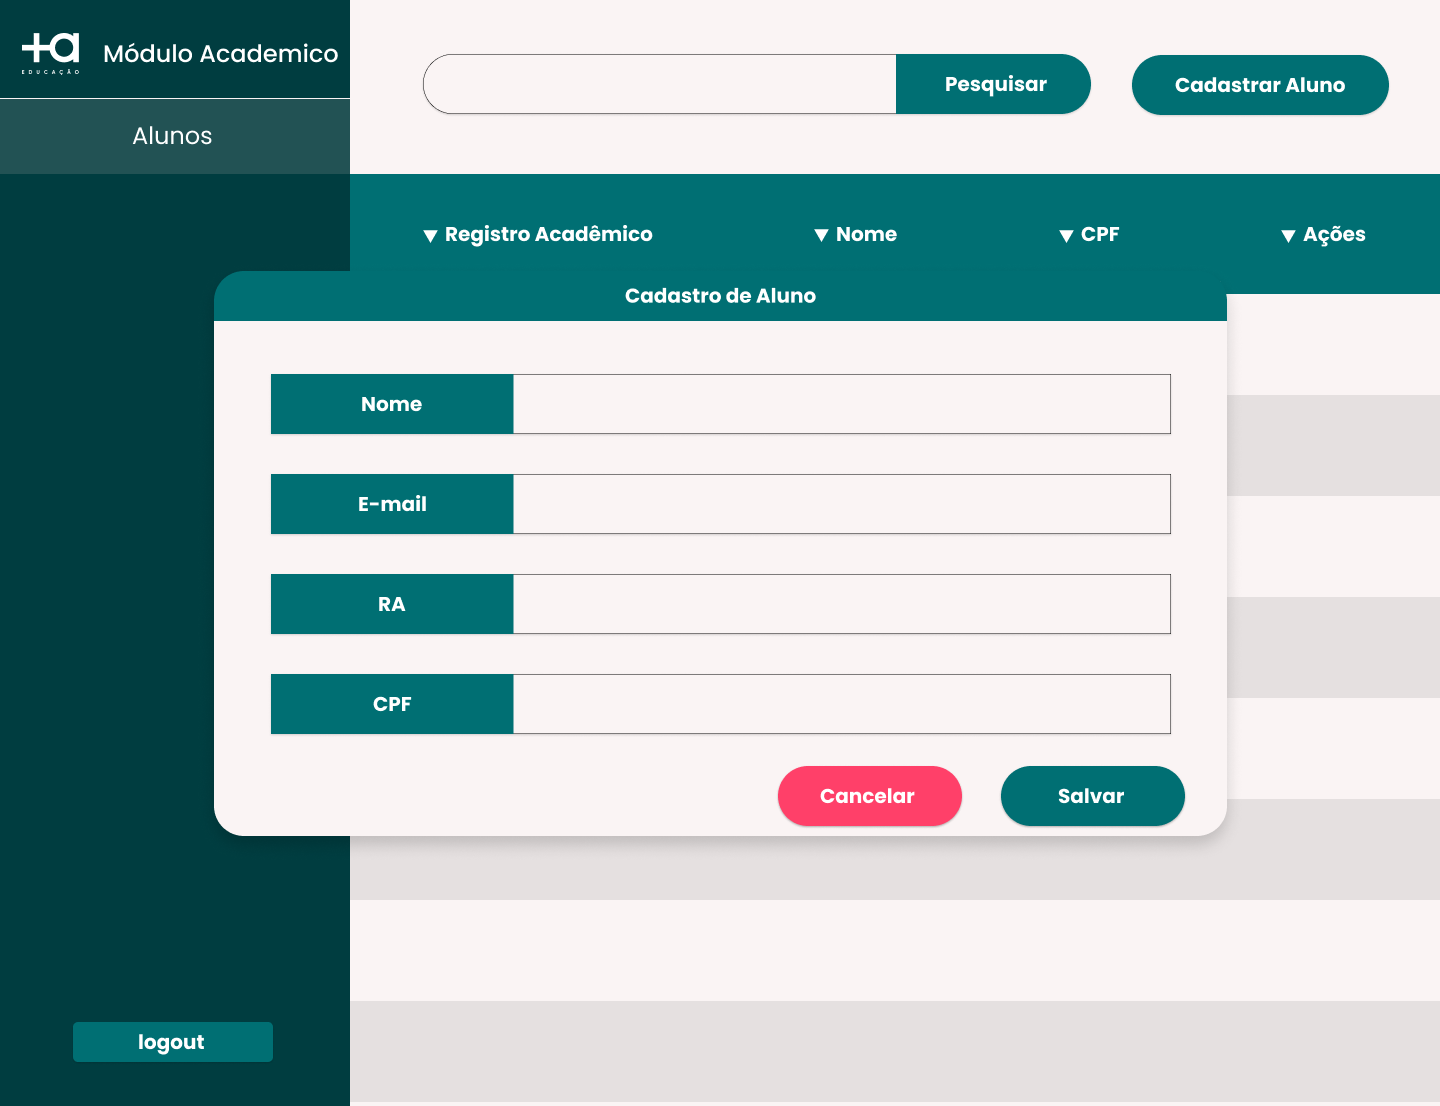 +a
EDUCAÇÃO
Módulo Academico
Alunos
Pesquisar
Cadastrar Aluno
▼ Registro Acadêmico
▼ Nome
▼ CPF
▼ Ações
Cadastro de Aluno
Nome
E-mail
RA
CPF
Cancelar
Salvar
logout